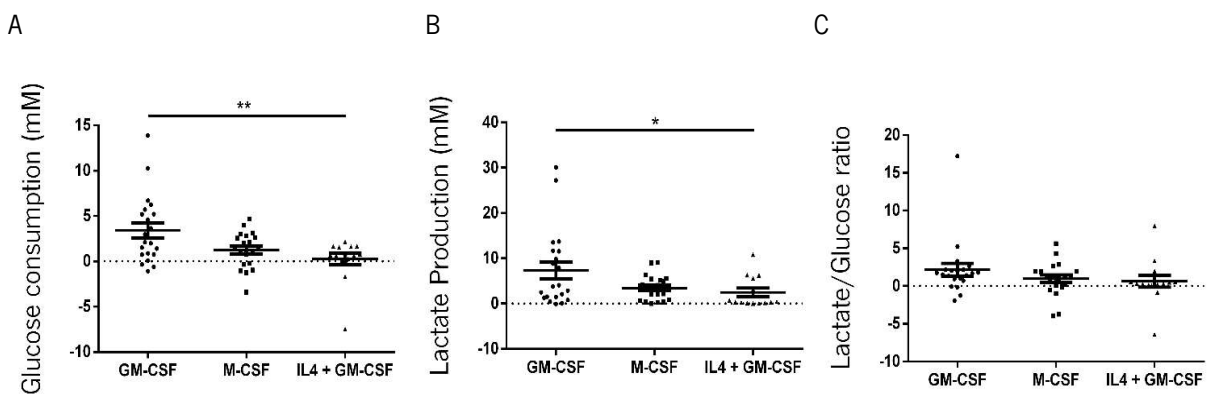 A
B
C
Glucose consumption (mM)
15
10
5
0
-5
-10
**
GM-CSF
M-CSF
IL4 + GM-CSF
Lactate Production (mM)
40
30
20
10
0
-10
*
GM-CSF
M-CSF
IL4 + GM-CSF
Lactate/Glucose ratio
20
15
10
5
0
-5
-10
GM-CSF
M-CSF
IL4 + GM-CSF